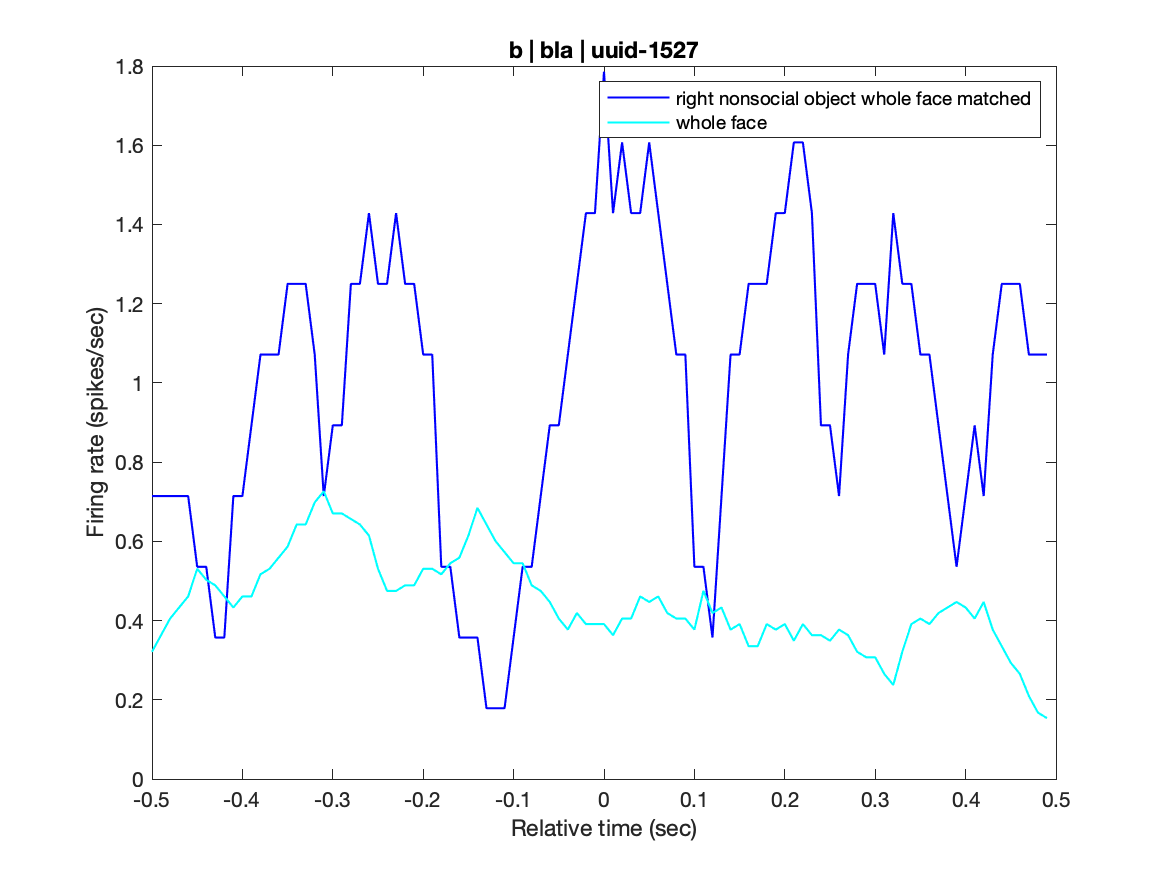 b | bla | uuid-1527
right nonsocial object whole face matched
whole face
Firing rate (spikes/sec)
1.8
1.6
1.4
1.2
1
0.8
0.6
0.4
0.2
0
-0.5 -0.4 -0.3 -0.2 -0.1 0 0.1 0.2 0.3 0.4 0.5
Relative time (sec)